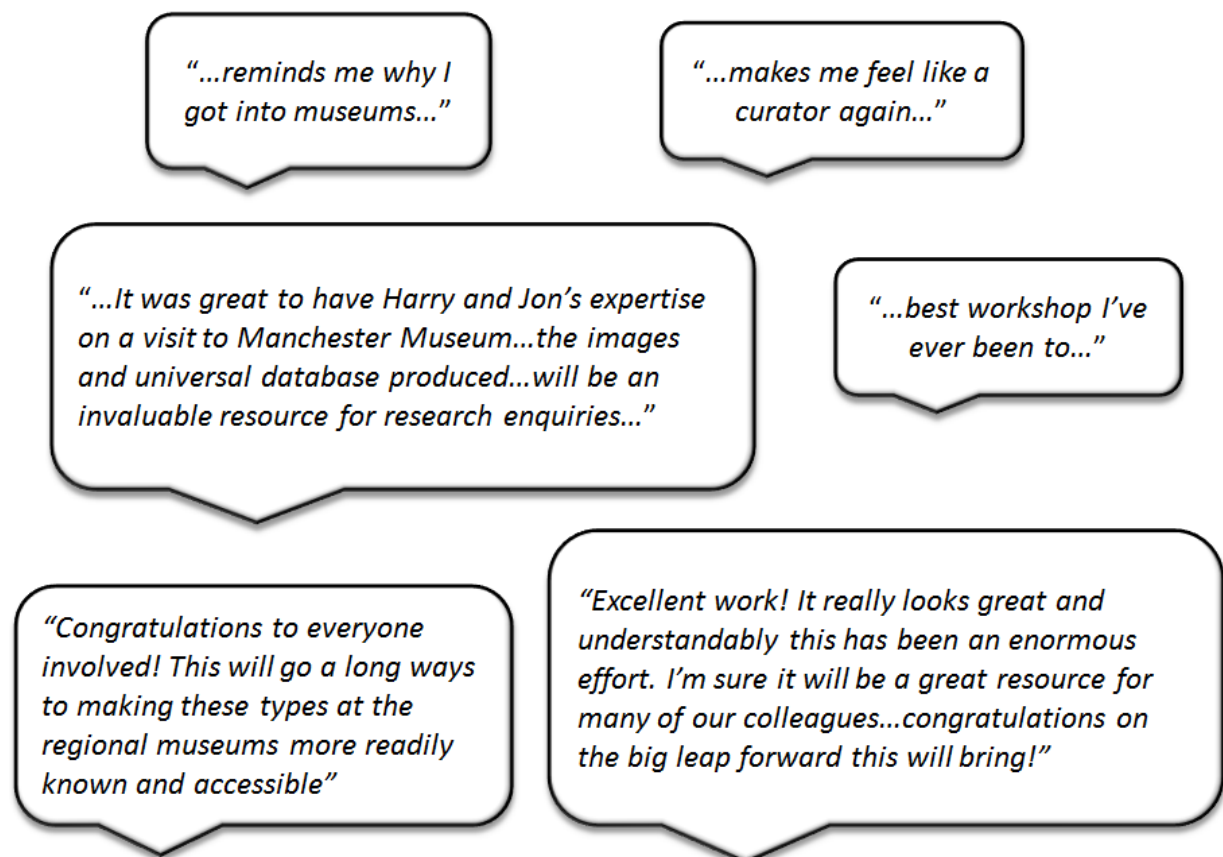 “...reminds me why I
got into museums...”
“...makes me feel like a
curator again...”
“...It was great to have Harry and Jon’s expertise
on a visit to Manchester Museum...the images
and universal database produced...will be an
invaluable resource for research enquiries...”
“...best workshop I’ve
ever been to...”
“Congratulations to everyone
involved! This will go a long ways
to making these types at the
regional museums more readily
known and accessible”
“Excellent work! It really looks great and
understandably this has been an enormous
effort. I’m sure it will be a great resource for
many of our colleagues...congratulations on
the big leap forward this will bring!”